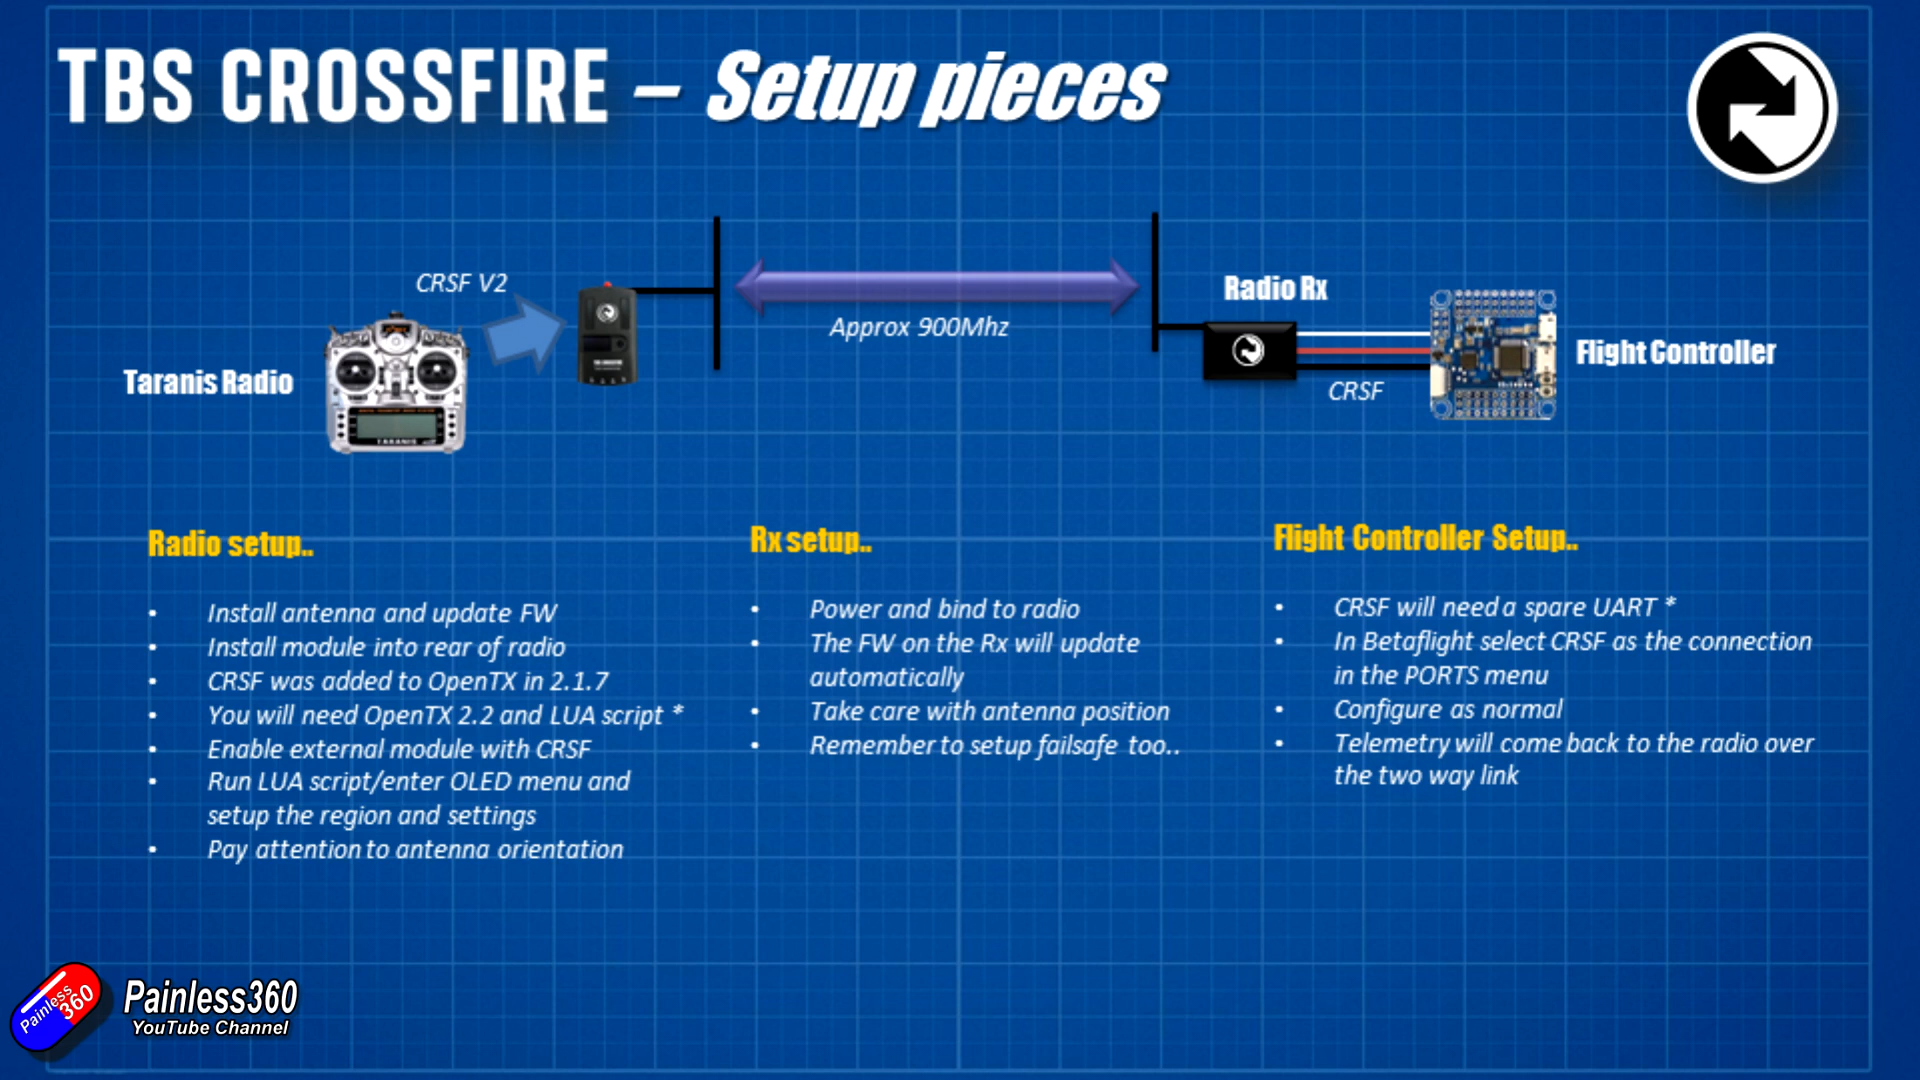 TBS CROSSFIRE – Setup pieces
CRSF V2
Taranis Radio
TARANIS
Approx 900Mhz
Radio Rx
CRSF
Flight Controller
Radio setup..
• Install antenna and update FW
• Install module into rear of radio
• CRSF was added to OpenTX in 2.1.7
• You will need OpenTX 2.2 and LUA script *
• Enable external module with CRSF
• Run LUA script/enter OLED menu and
setup the region and settings
• Pay attention to antenna orientation
Rx setup..
• Power and bind to radio
• The FW on the Rx will update
automatically
• Take care with antenna position
• Remember to setup failsafe too..
Flight Controller Setup..
• CRSF will need a spare UART *
• In Betaflight select CRSF as the connection
in the PORTS menu
• Configure as normal
• Telemetry will come back to the radio over
the two way link
Painless
360
Painless360
YouTube Channel